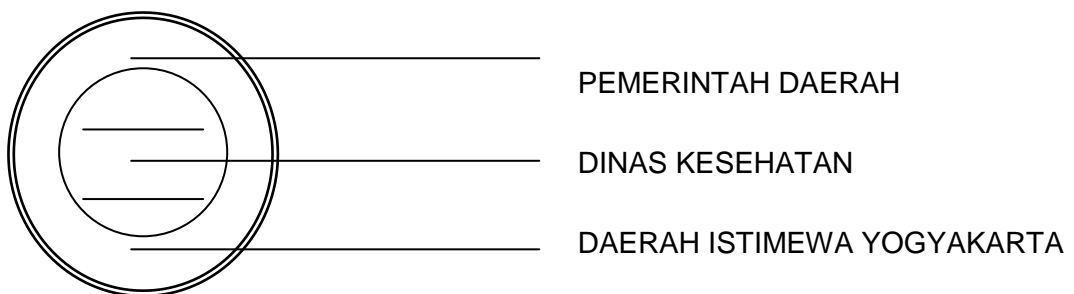 PEMERINTAH DAERAH
DINAS KESEHATAN
DAERAH ISTIMEWA YOGYAKARTA